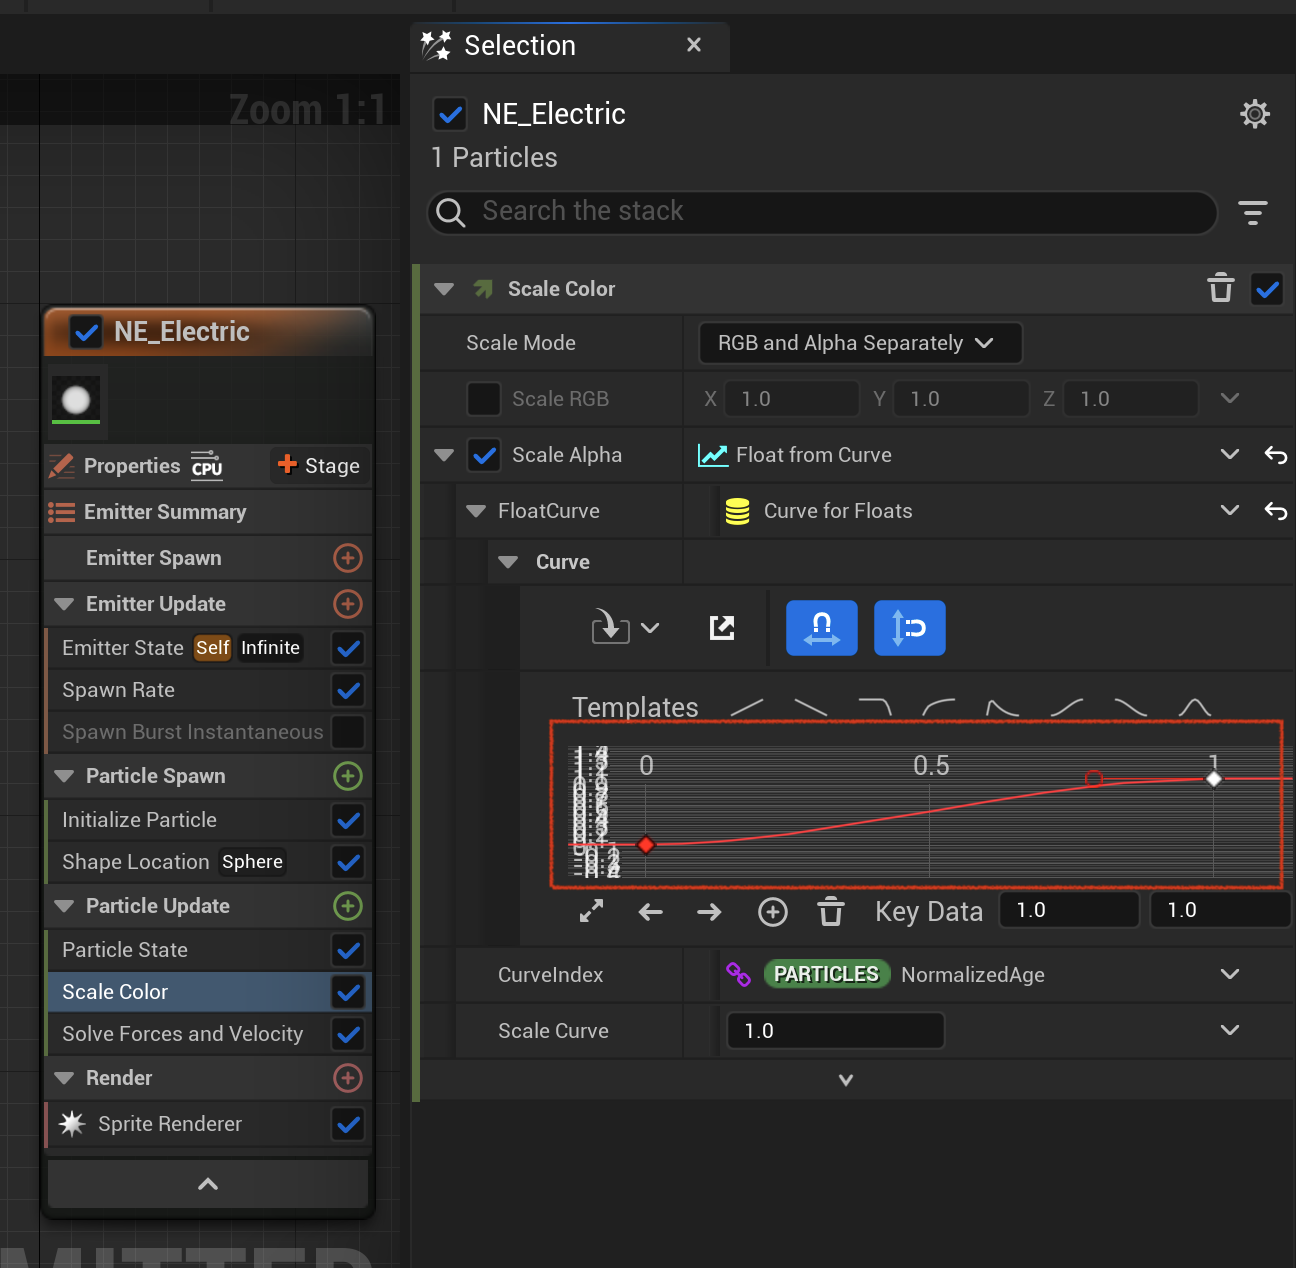 Selection
Zoom 1:1
NE_Electric
1 Particles
Search the stack
Scale Color
Scale Mode RGB and Alpha Separately
Scale RGB X 1.0 Y 1.0 Z 1.0
Scale Alpha Float from Curve
FloatCurve Curve for Floats
Curve
Templates
0 0.5 1
Key Data 1.0 1.0
CurveIndex PARTICLES NormalizedAge
Scale Curve 1.0
NE_Electric
Properties CPU Stage
Emitter Summary
Emitter Spawn
Emitter Update
Emitter State Self Infinite
Spawn Rate
Spawn Burst Instantaneous
Particle Spawn
Initialize Particle
Shape Location Sphere
Particle Update
Particle State
Scale Color
Solve Forces and Velocity
Render
Sprite Renderer